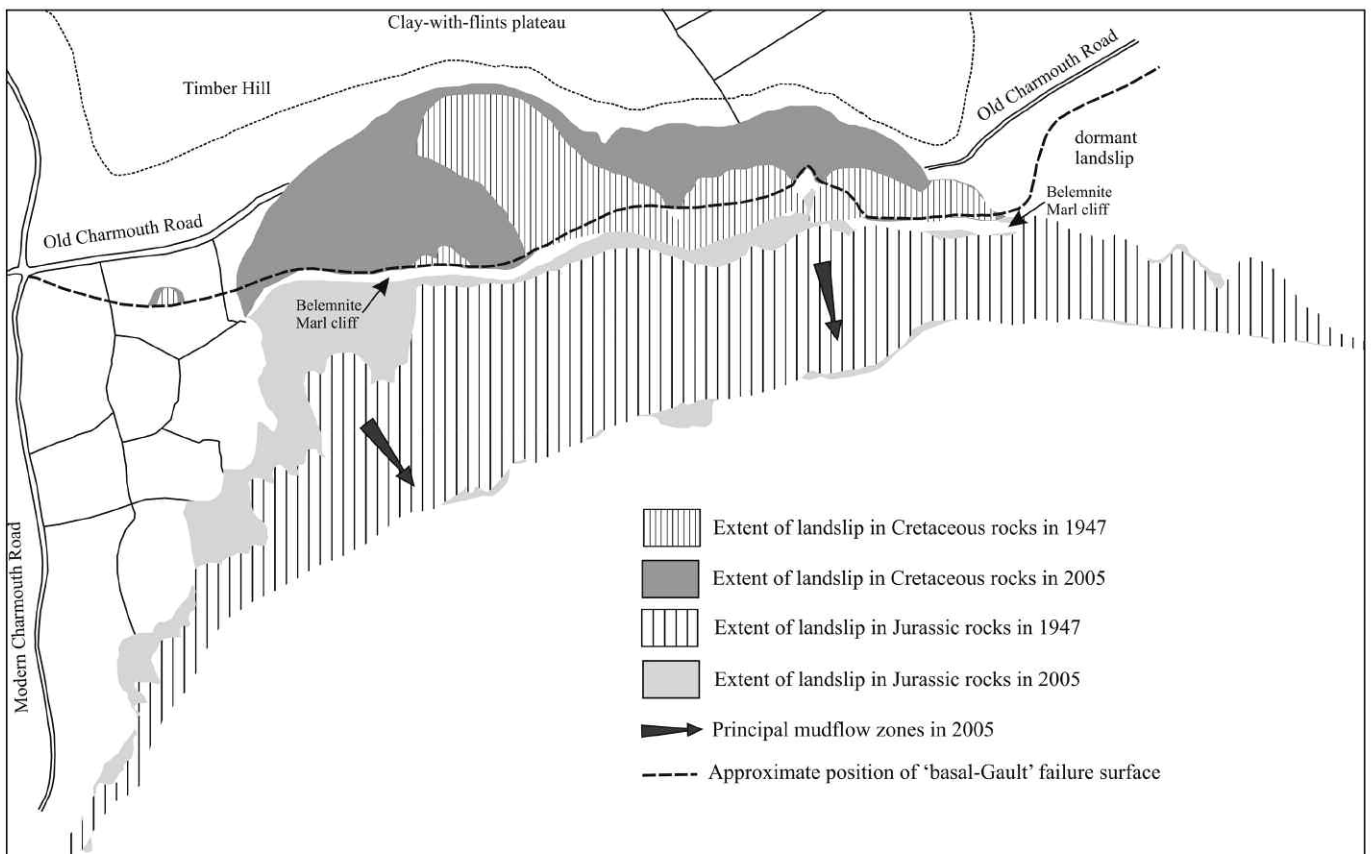 Clay-with-flints plateau
Timber Hill
Old Charmouth Road
dormant
landslip
Belemnite
Marl cliff
Old Charmouth Road
Belemnite
Marl cliff
Modern Charmouth Road
Extent of landslip in Cretaceous rocks in 1947
Extent of landslip in Cretaceous rocks in 2005
Extent of landslip in Jurassic rocks in 1947
Extent of landslip in Jurassic rocks in 2005
Principal mudflow zones in 2005
Approximate position of ‘basal-Gault’ failure surface